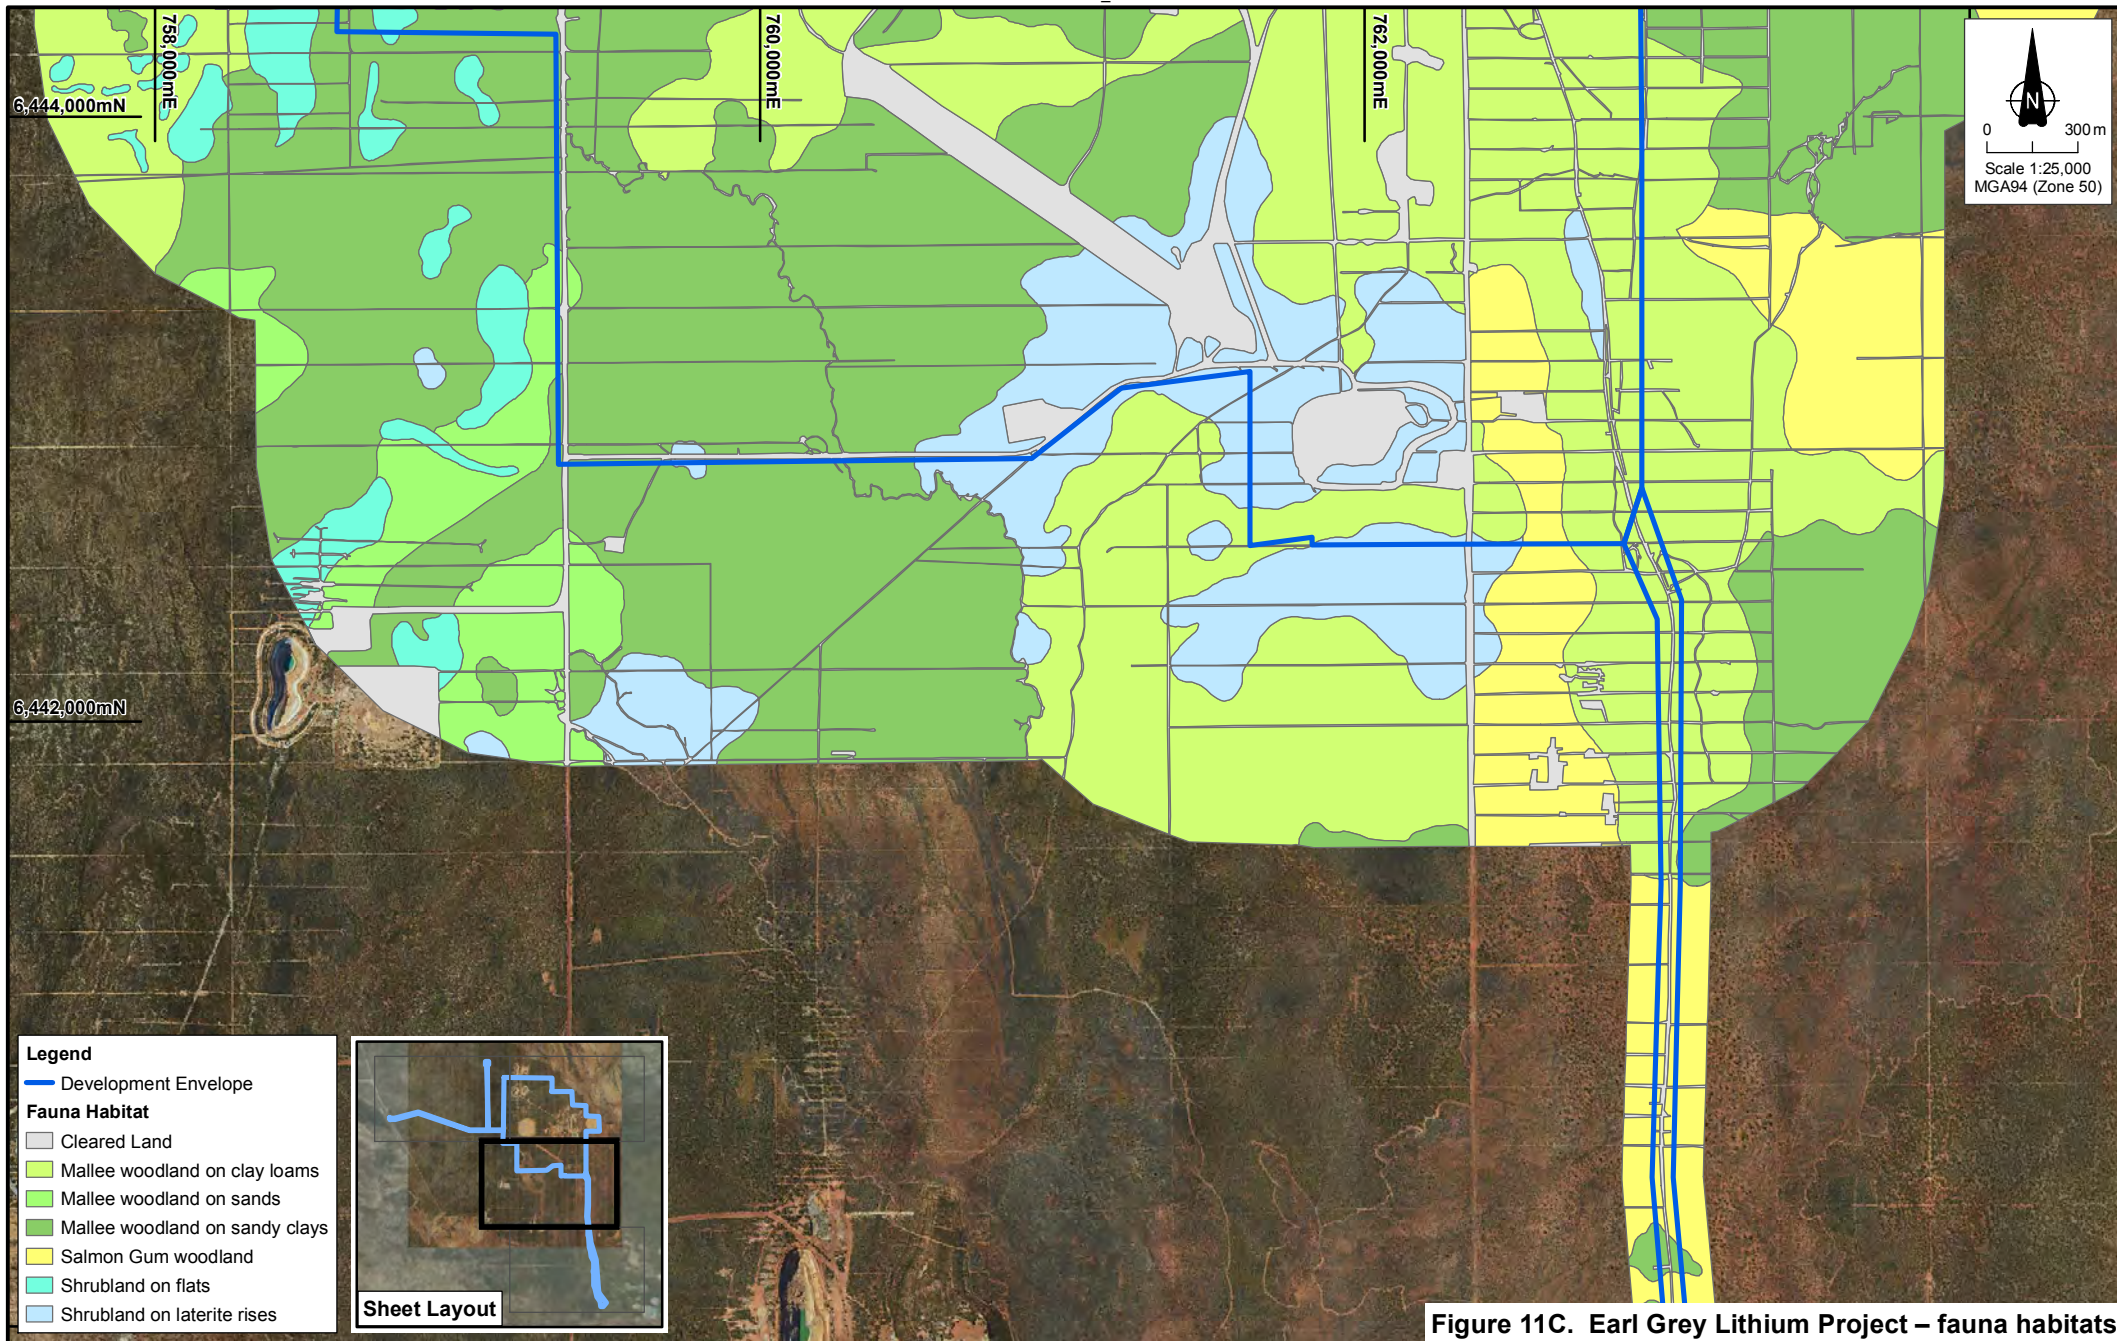 758,000mE
760,000mE
762,000mE
6,444,000mN
6,442,000mN
N
0 300 m
Scale 1:25,000
MGA94 (Zone 50)
Legend
Development Envelope
Fauna Habitat
Cleared Land
Mallee woodland on clay loams
Mallee woodland on sands
Mallee woodland on sandy clays
Salmon Gum woodland
Shrubland on flats
Shrubland on laterite rises
Sheet Layout
Figure 11C. Earl Grey Lithium Project – fauna habitats